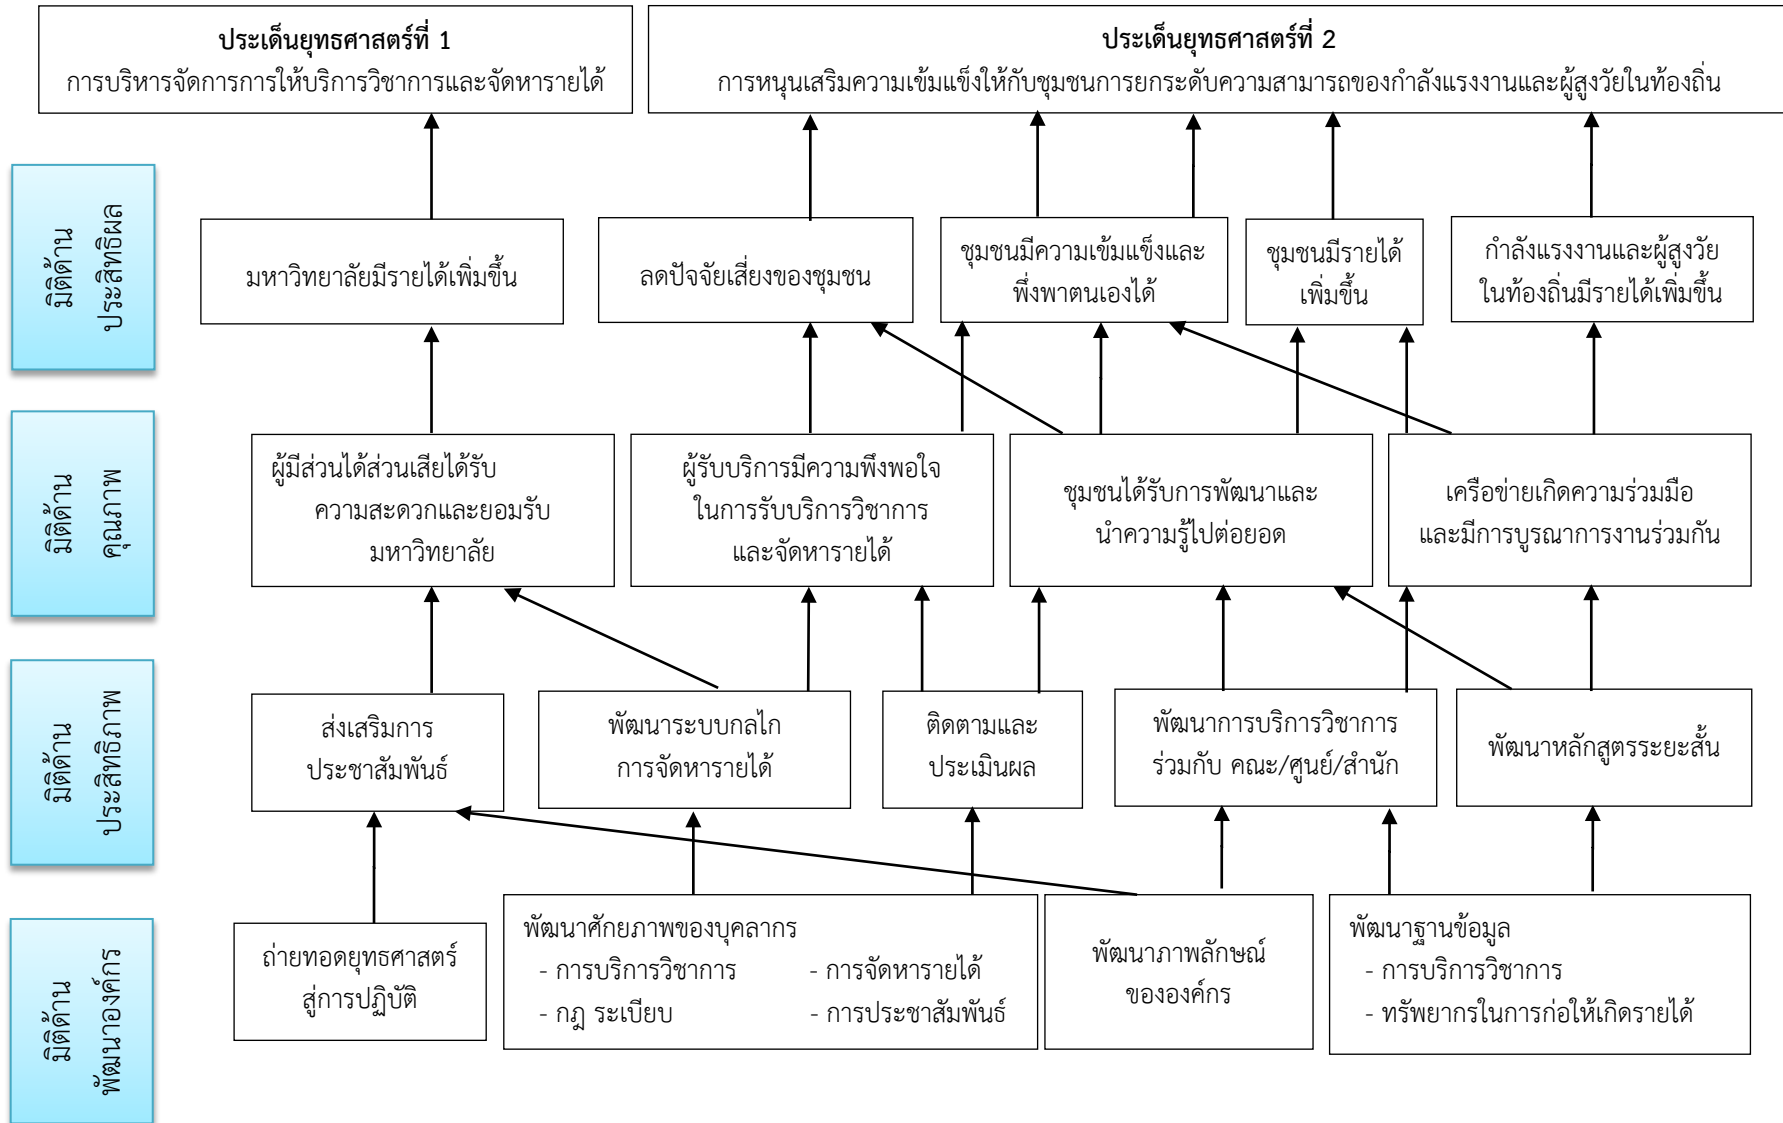 ประเด็นยุทธศาสตร์ที่ 1
การบริหารจัดการการให้บริการวิชาการและจัดหารายได้
ประเด็นยุทธศาสตร์ที่ 2
การหนุนเสริมความเข้มแข็งให้กับชุมชนการยกระดับความสามารถของกำลังแรงงานและผู้สูงวัยในท้องถิ่น
มิติด้าน
ประสิทธิผล
มหาวิทยาลัยมีรายได้เพิ่มขึ้น
ลดปัจจัยเสี่ยงของชุมชน
ชุมชนมีความเข้มแข็งและ
พึ่งพาตนเองได้
ชุมชนมีรายได้
เพิ่มขึ้น
กำลังแรงงานและผู้สูงวัย
ในท้องถิ่นมีรายได้เพิ่มขึ้น
มิติด้าน
คุณภาพ
ผู้มีส่วนได้ส่วนเสียได้รับ
ความสะดวกและยอมรับ
มหาวิทยาลัย
ผู้รับบริการมีความพึงพอใจ
ในการรับบริการวิชาการ
และจัดหารายได้
ชุมชนได้รับการพัฒนาและ
นำความรู้ไปต่อยอด
เครือข่ายเกิดความร่วมมือ
และมีการบูรณาการงานร่วมกัน
มิติด้าน
ประสิทธิภาพ
ส่งเสริมการ
ประชาสัมพันธ์
พัฒนาระบบกลไก
การจัดหารายได้
ติดตามและ
ประเมินผล
พัฒนาการบริการวิชาการ
ร่วมกับ คณะ/ศูนย์/สำนัก
พัฒนาหลักสูตรระยะสั้น
มิติด้าน
พัฒนาองค์กร
ถ่ายทอดยุทธศาสตร์
สู่การปฏิบัติ
พัฒนาศักยภาพของบุคลากร
- การบริการวิชาการ - การจัดหารายได้
- กฎ ระเบียบ - การประชาสัมพันธ์
พัฒนาภาพลักษณ์
ขององค์กร
พัฒนาฐานข้อมูล
- การบริการวิชาการ
- ทรัพยากรในการก่อให้เกิดรายได้